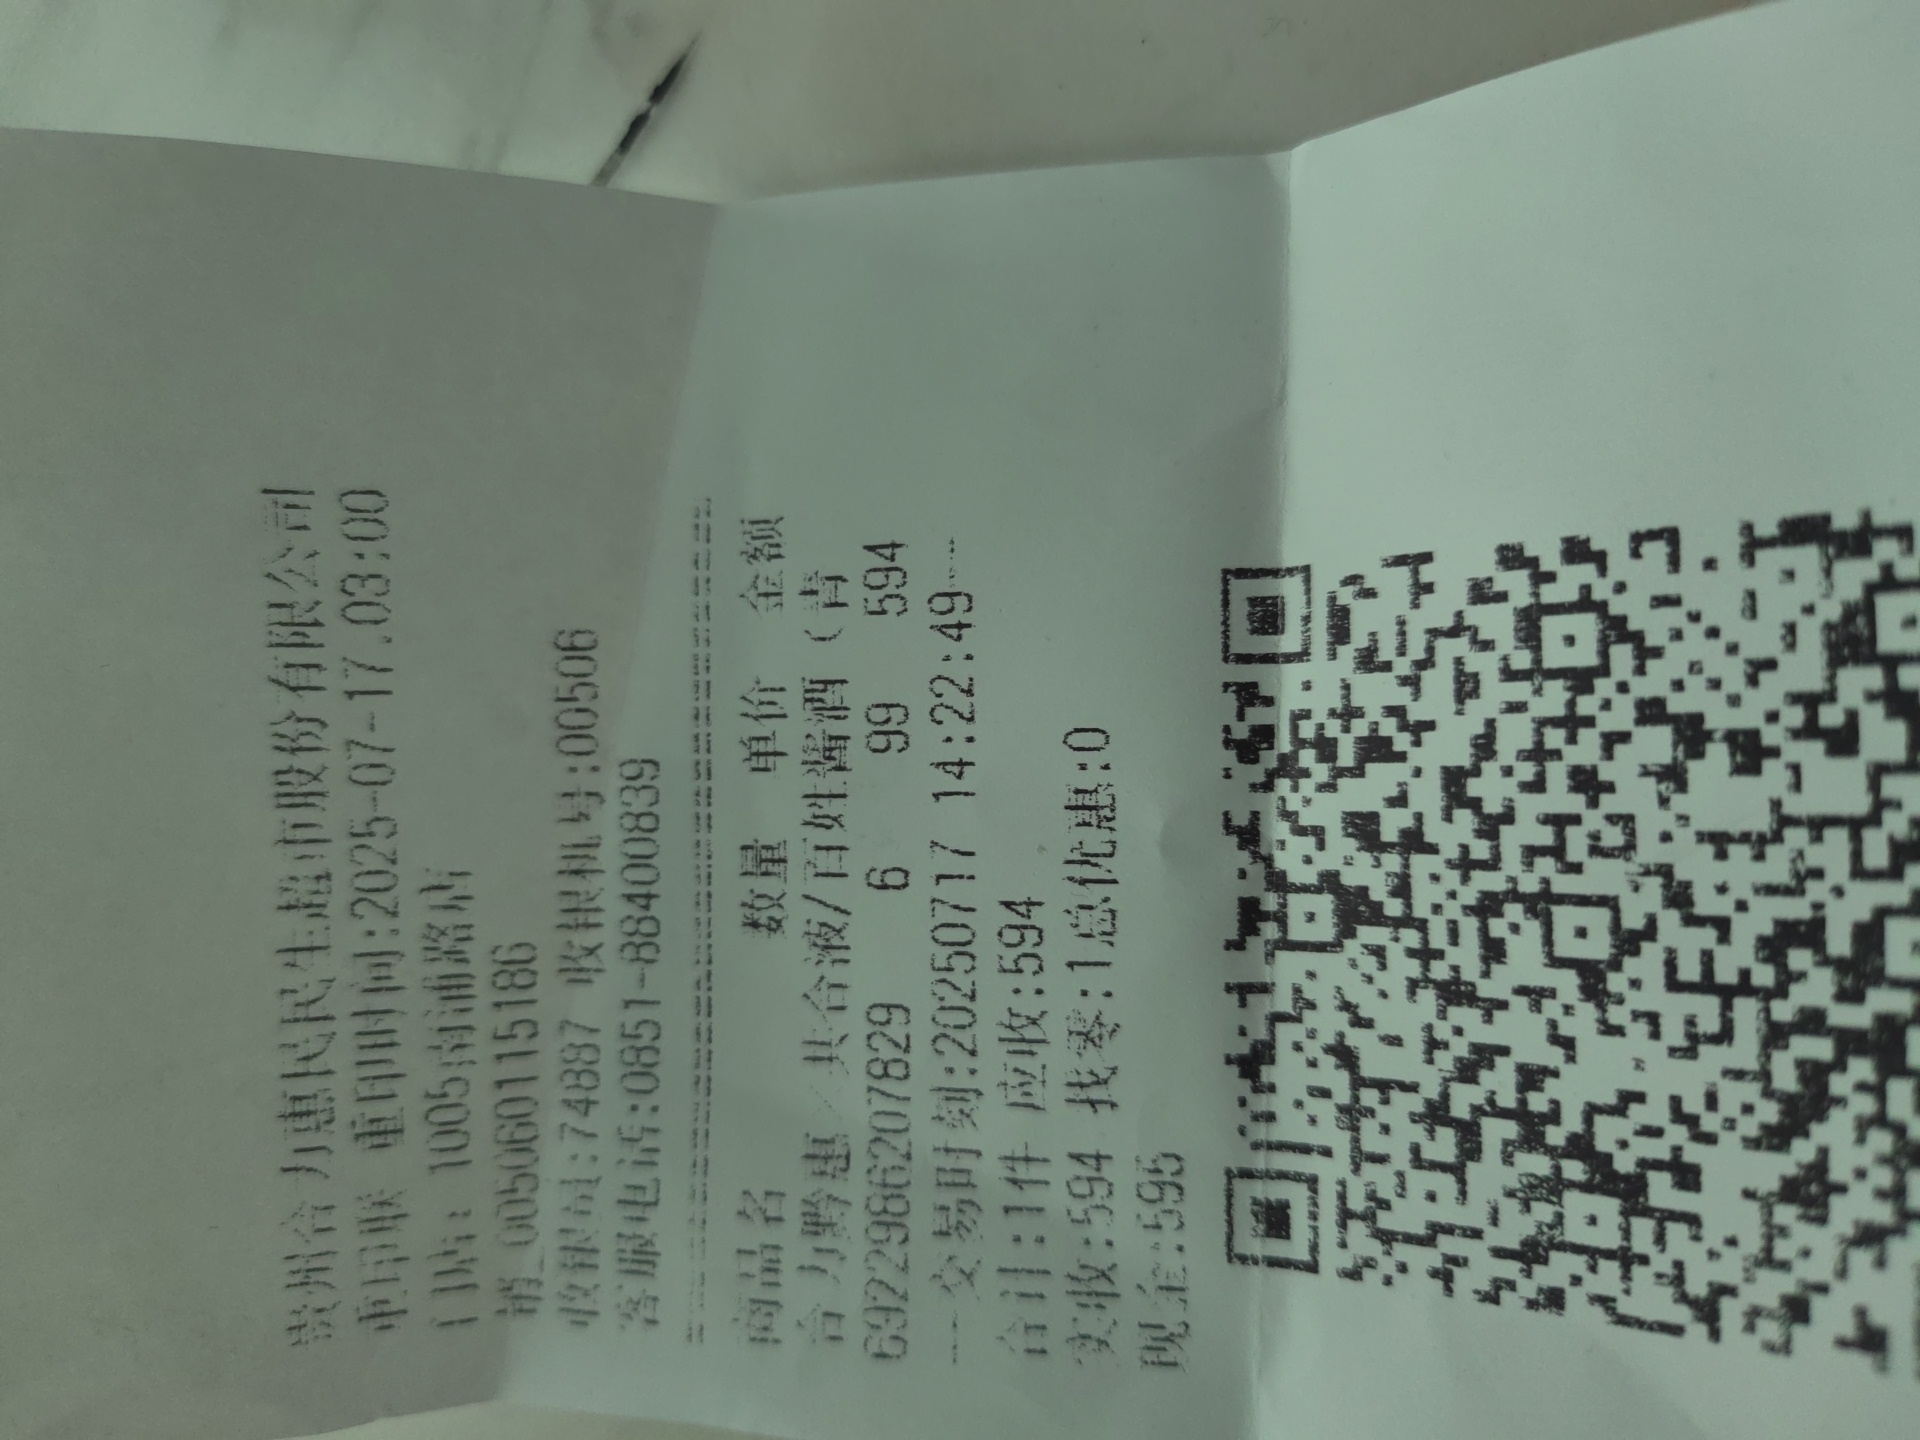 贵州合力惠民民生超市股份有限公司
重印联 重印时间:2025-07-17.03:00
门店: 1005南浦路店
销_005060115186
收银员:74887 收银机号:00506
客服电话:0851-88400839
商品名 数量 单价 金额
合力黔惠/共合液/百姓酱酒(青
6922986207829 6 99 594
---交易时刻:20250717 14:22:49---
合计:1件 应收:594
实收:594 找零:1总优惠:0
现金:595